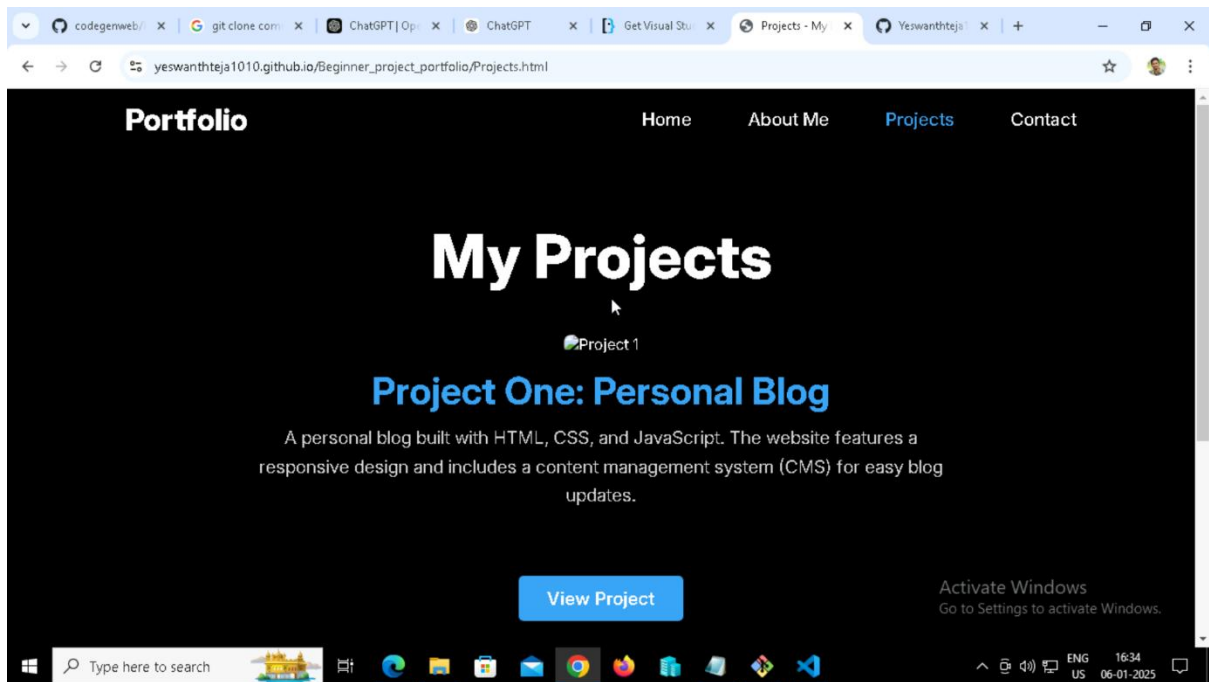 codegenweb/
git clone com
ChatGPT | Op
ChatGPT
Get Visual Stu
Projects - My
Yeswanthteja1
yeswanthteja1010.github.io/Beginner_project_portfolio/Projects.html
Portfolio
Home
About Me
Projects
Contact
My Projects
Project 1
Project One: Personal Blog
A personal blog built with HTML, CSS, and JavaScript. The website features a
responsive design and includes a content management system (CMS) for easy blog
updates.
View Project
Activate Windows
Go to Settings to activate Windows.
Type here to search
ENG
US
16:34
06-01-2025